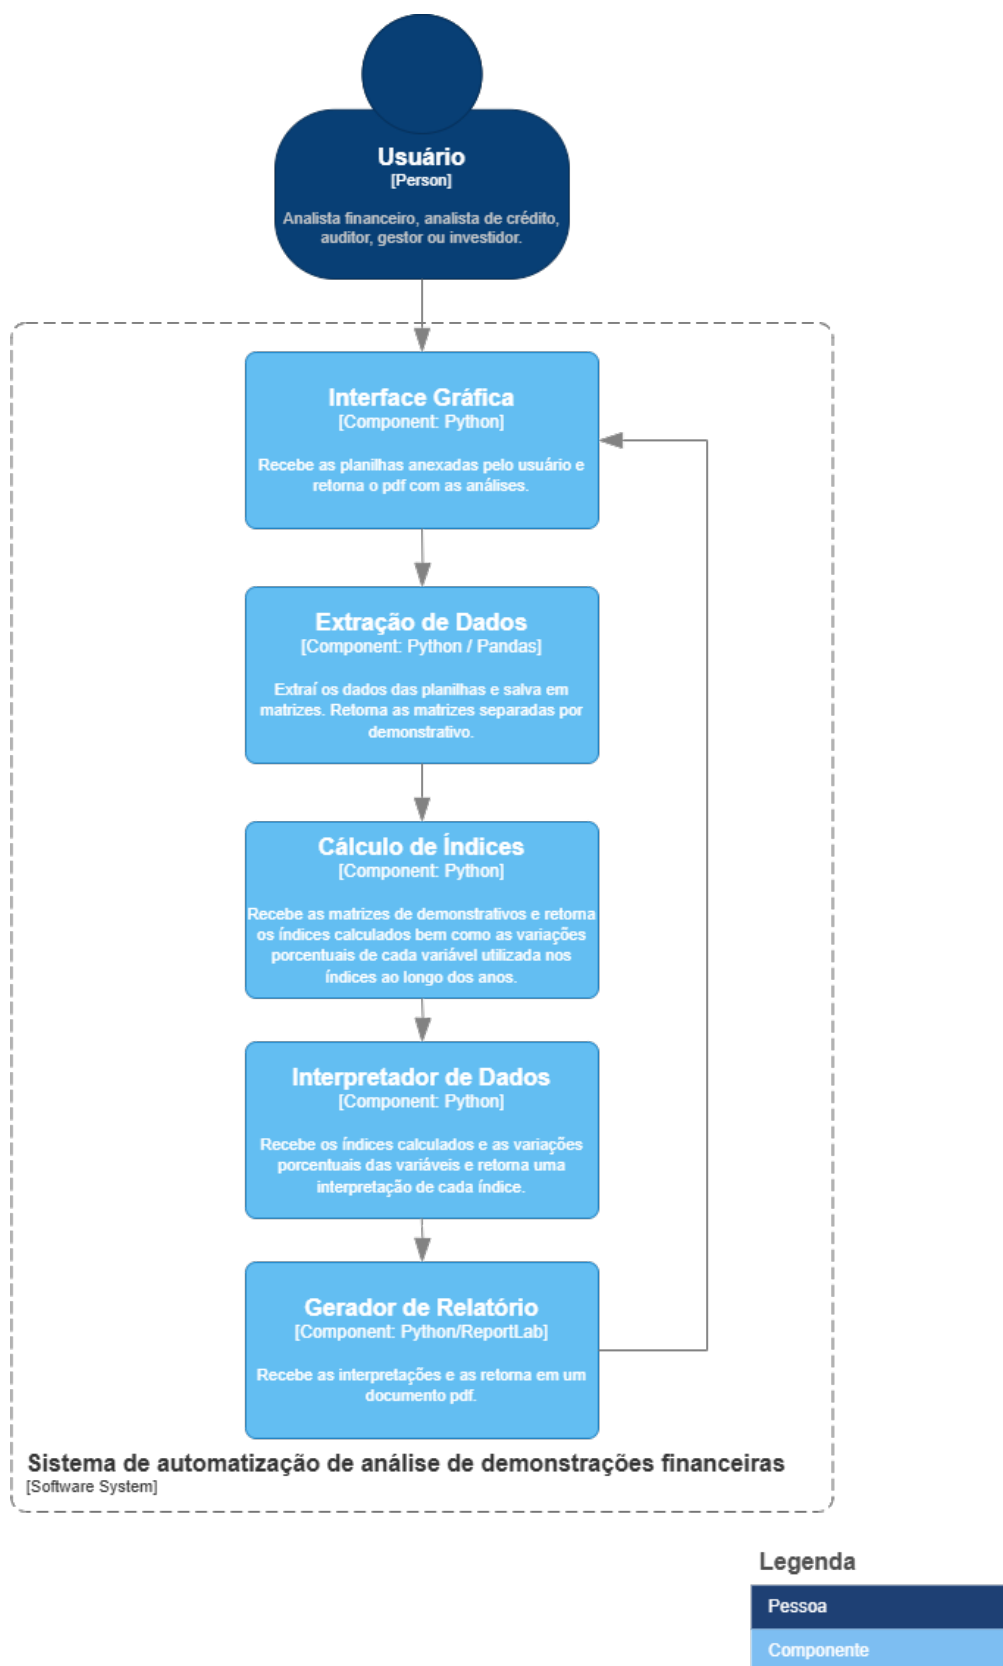 Usuário
[Person]
Analista financeiro, analista de crédito,
auditor, gestor ou investidor.
Interface Gráfica
[Component: Python]
Recebe as planilhas anexadas pelo usuário e
retorna o pdf com as análises.
Extração de Dados
[Component: Python / Pandas]
Extraí os dados das planilhas e salva em
matrizes. Retorna as matrizes separadas por
demonstrativo.
Cálculo de Índices
[Component: Python]
Recebe as matrizes de demonstrativos e retorna
os índices calculados bem como as variações
porcentuais de cada variável utilizada nos
índices ao longo dos anos.
Interpretador de Dados
[Component: Python]
Recebe os índices calculados e as variações
porcentuais das variáveis e retorna uma
interpretação de cada índice.
Gerador de Relatório
[Component: Python/ReportLab]
Recebe as interpretações e as retorna em um
documento pdf.
Sistema de automatização de análise de demonstrações financeiras
[Software System]
Legenda
Pessoa
Componente